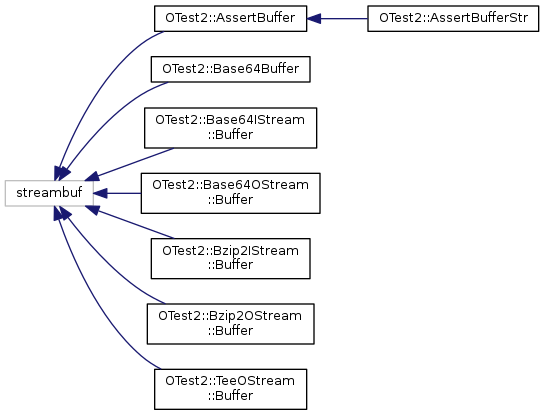 OTest2::AssertBuffer
OTest2::AssertBufferStr
OTest2::Base64Buffer
OTest2::Base64IStream
::Buffer
streambuf
OTest2::Base64OStream
::Buffer
OTest2::Bzip2IStream
::Buffer
OTest2::Bzip2OStream
::Buffer
OTest2::TeeOStream
::Buffer